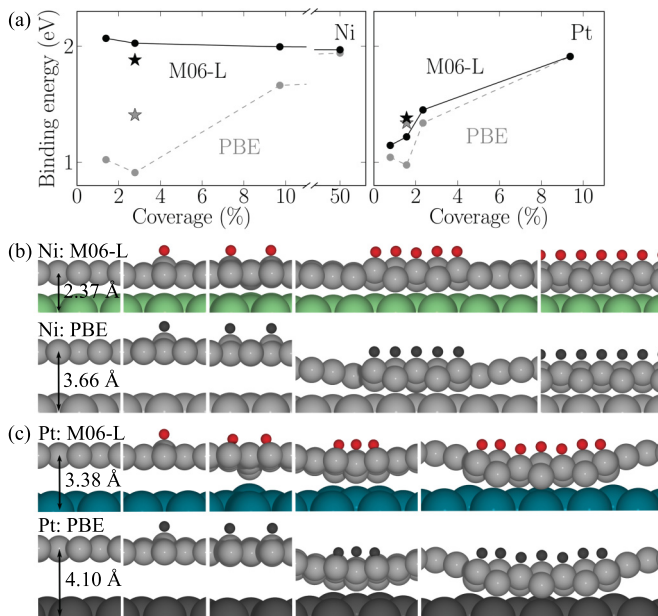 (a)
Binding energy (eV)
2
1
Ni
M06-L
PBE
0 2 4 6 8 10 50
Coverage (%)
Pt
M06-L
PBE
0 2 4 6 8 10
Coverage (%)
(b)
Ni: M06-L
2.37 Å
Ni: PBE
3.66 Å
(c)
Pt: M06-L
3.38 Å
Pt: PBE
4.10 Å